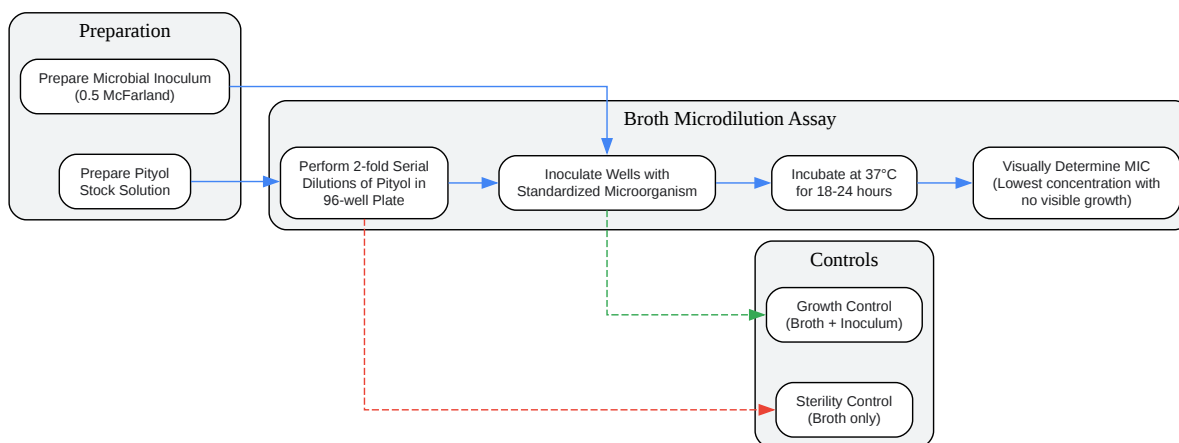 Preparation
Prepare Microbial Inoculum
(0.5 McFarland)
Prepare Pityol
Stock Solution
Broth Microdilution Assay
Perform 2-fold Serial
Dilutions of Pityol in
96-well Plate
Inoculate Wells with
Standardized Microorganism
Incubate at 37°C
for 18-24 hours
Visually Determine MIC
(Lowest concentration with
no visible growth)
Controls
Growth Control
(Broth + Inoculum)
Sterility Control
(Broth only)